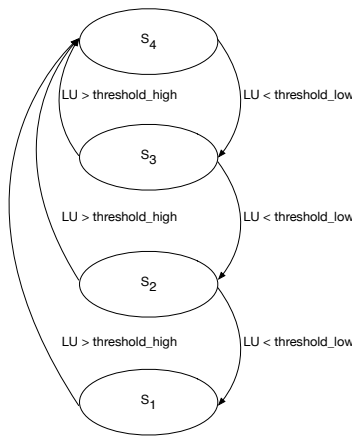 S4
LU > threshold_high LU < threshold_low
S3
LU > threshold_high LU < threshold_low
S2
LU > threshold_high LU < threshold_low
S1